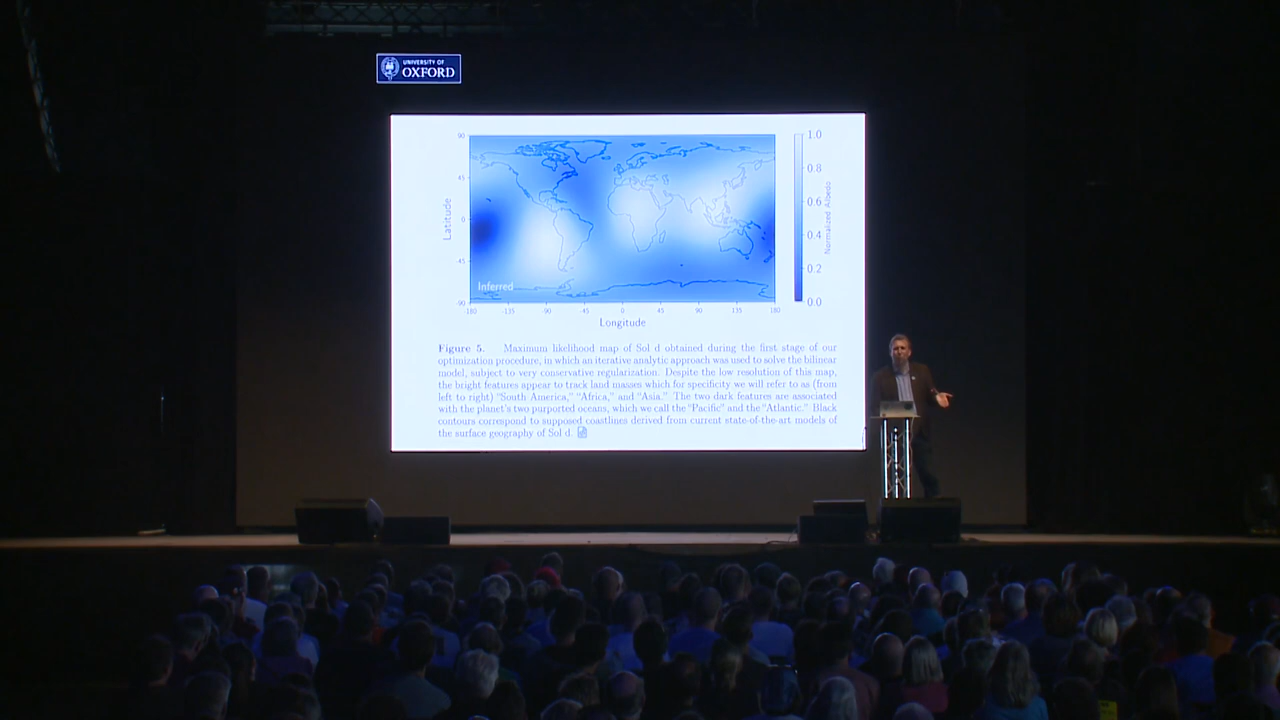 UNIVERSITY OF
OXFORD
90
45
0
-45
-90
Latitude
Inferred
-180 -135 -90 -45 0 45 90 135 180
Longitude
1.0
0.8
0.6
0.4
0.2
0.0
Normalized Albedo
Figure 5. Maximum likelihood map of Sol d obtained during the first stage of our
optimization procedure, in which an iterative analytic approach was used to solve the bilinear
model, subject to very conservative regularization. Despite the low resolution of this map,
the bright features appear to track land masses which for specificity we will refer to as (from
left to right) “South America,” “Africa,” and “Asia.” The two dark features are associated
with the planet’s two purported oceans, which we call the “Pacific” and the “Atlantic.” Black
contours correspond to supposed coastlines derived from current state-of-the-art models of
the surface geography of Sol d.